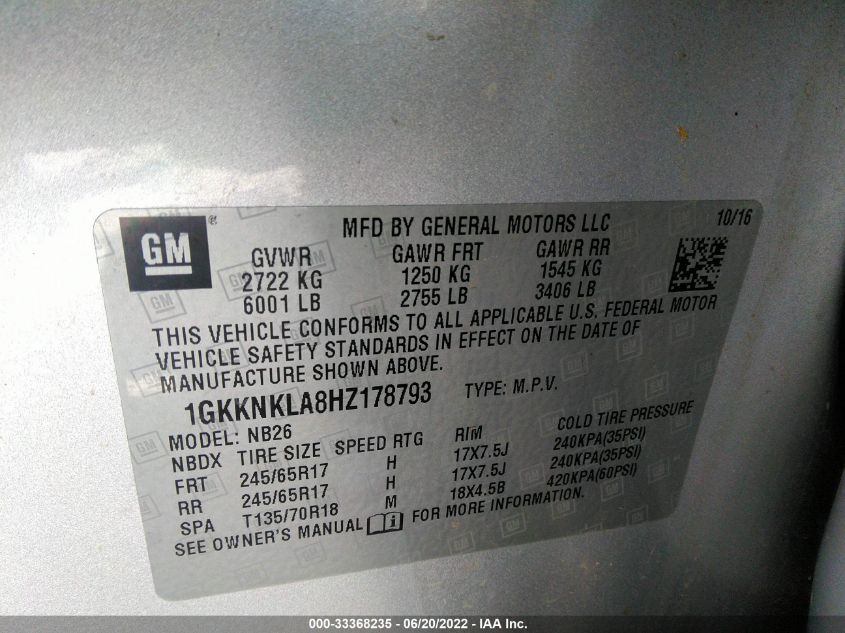 GM ®
MFD BY GENERAL MOTORS LLC 10/16
GVWR GAWR FRT GAWR RR
2722 KG 1250 KG 1545 KG
6001 LB 2755 LB 3406 LB
THIS VEHICLE CONFORMS TO ALL APPLICABLE U.S. FEDERAL MOTOR
VEHICLE SAFETY STANDARDS IN EFFECT ON THE DATE OF
MANUFACTURE SHOWN ABOVE.
1GKKNKLA8HZ178793 TYPE: M.P.V.
MODEL: NB26
NBDX TIRE SIZE SPEED RTG RIM COLD TIRE PRESSURE
FRT 245/65R17 H 17X7.5J 240KPA(35PSI)
RR 245/65R17 H 17X7.5J 240KPA(35PSI)
SPA T135/70R18 M 18X4.5B 420KPA(60PSI)
SEE OWNER'S MANUAL i FOR MORE INFORMATION.
000-33368235 - 06/20/2022 - IAA Inc.